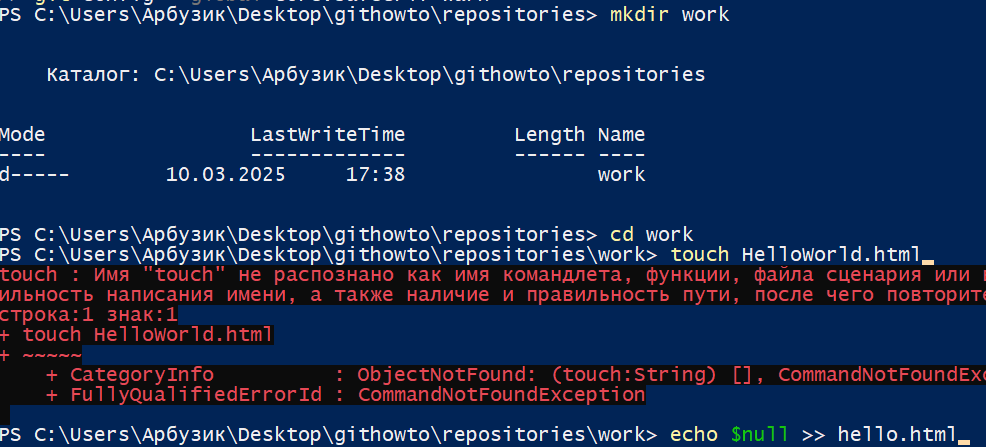 PS C:\Users\Арбузик\Desktop\githowto\repositories> mkdir work
Каталог: C:\Users\Арбузик\Desktop\githowto\repositories
Mode LastWriteTime Length Name
---- ------------- ------ ----
d----- 10.03.2025 17:38 work
PS C:\Users\Арбузик\Desktop\githowto\repositories> cd work
PS C:\Users\Арбузик\Desktop\githowto\repositories\work> touch HelloWorld.html
touch : Имя "touch" не распознано как имя командлета, функции, файла сценария или
ильность написания имени, а также наличие и правильность пути, после чего повторите
строка:1 знак:1
+ touch HelloWorld.html
+ ~~~~~
+ CategoryInfo : ObjectNotFound: (touch:String) [], CommandNotFoundExc
+ FullyQualifiedErrorId : CommandNotFoundException
PS C:\Users\Арбузик\Desktop\githowto\repositories\work> echo $null >> hello.html